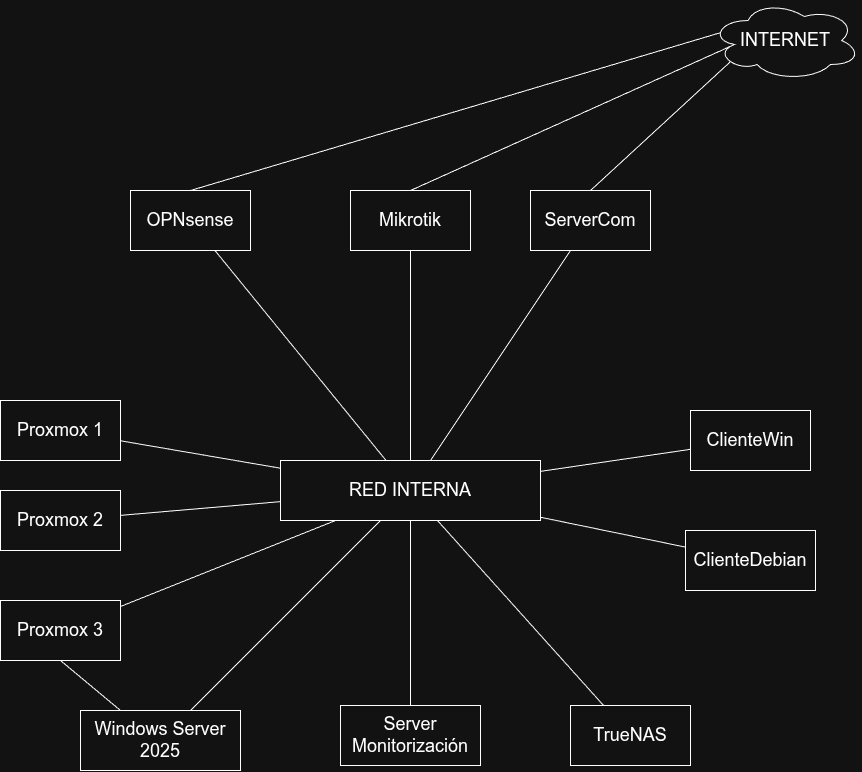 INTERNET
OPNsense
Mikrotik
ServerCom
Proxmox 1
ClienteWin
RED INTERNA
Proxmox 2
ClienteDebian
Proxmox 3
Windows Server
2025
Server
Monitorización
TrueNAS